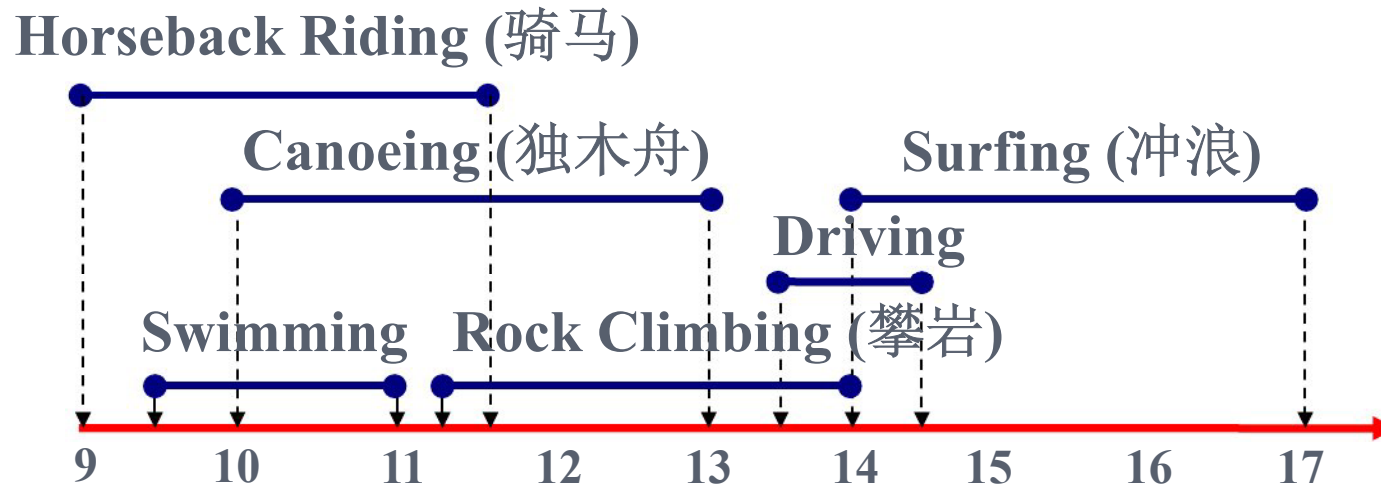 Horseback Riding (骑马)
Canoeing (独木舟)
Surfing (冲浪)
Driving
Swimming
Rock Climbing (攀岩)
9 10 11 12 13 14 15 16 17